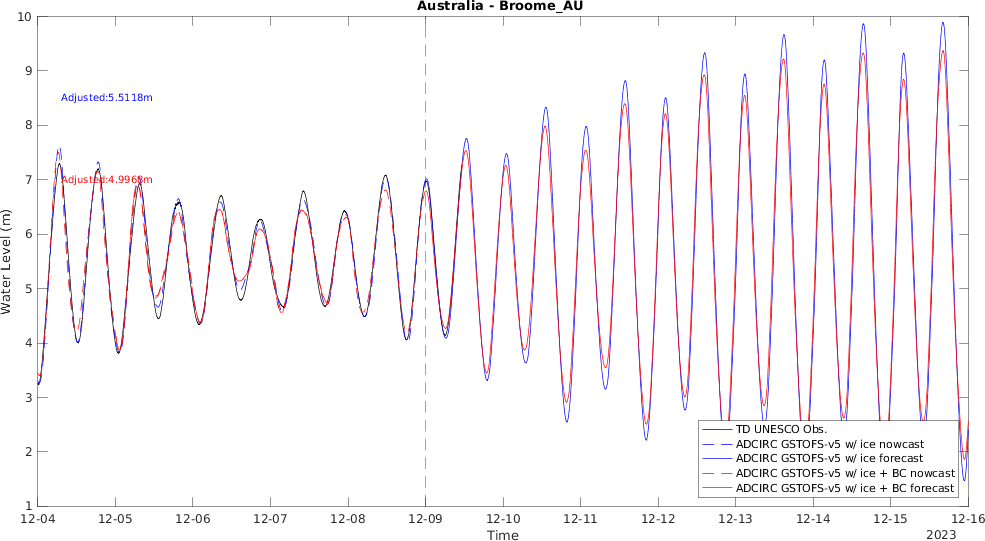 Australia - Broome_AU
10
9
8
7
6
5
4
3
2
1
Water Level (m)
Adjusted:5.5118m
Adjusted:4.9968m
TD UNESCO Obs.
ADCIRC GSTOFS-v5 w/ ice nowcast
ADCIRC GSTOFS-v5 w/ ice forecast
ADCIRC GSTOFS-v5 w/ ice + BC nowcast
ADCIRC GSTOFS-v5 w/ ice + BC forecast
12-04 12-05 12-06 12-07 12-08 12-09 12-10 12-11 12-12 12-13 12-14 12-15 12-16
Time
2023